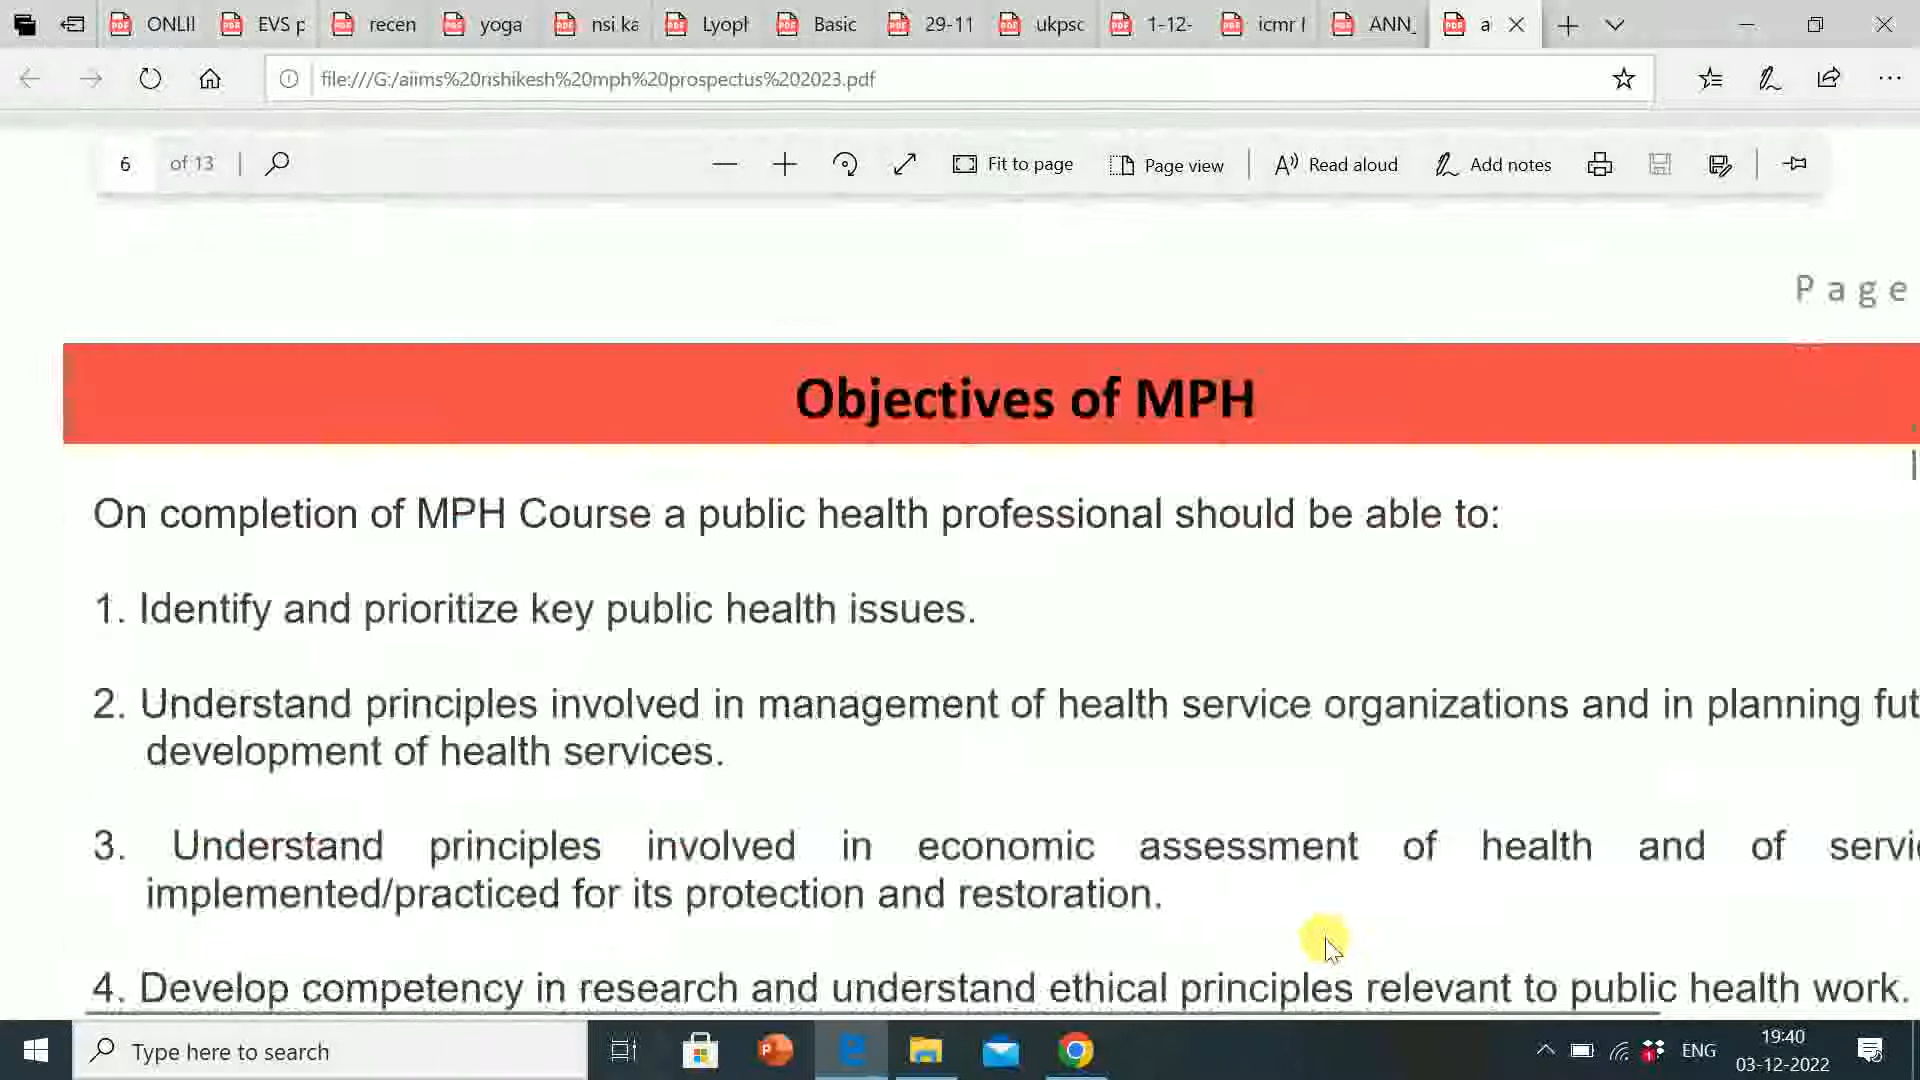 ONLII
EVS p
recen
yoga
nsi ka
Lyopl
Basic
29-11
ukpsc
1-12-
icmr I
ANN_
a
file:///G:/aiims%20rishikesh%20mph%20prospectus%202023.pdf
6 of 13
Fit to page
Page view
Read aloud
Add notes
Page
Objectives of MPH
On completion of MPH Course a public health professional should be able to:
1. Identify and prioritize key public health issues.
2. Understand principles involved in management of health service organizations and in planning fut
development of health services.
3. Understand principles involved in economic assessment of health and of servi
implemented/practiced for its protection and restoration.
4. Develop competency in research and understand ethical principles relevant to public health work.
Type here to search
ENG
19:40
03-12-2022